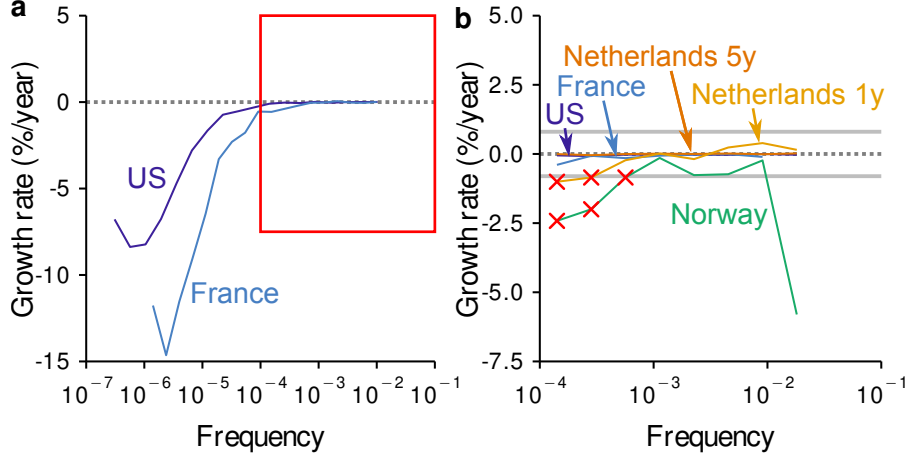 a
Growth rate (%/year)
5
0
-5
-10
-15
US
France
10⁻⁷ 10⁻⁶ 10⁻⁵ 10⁻⁴ 10⁻³ 10⁻² 10⁻¹
Frequency
b
Growth rate (%/year)
5.0
2.5
0.0
-2.5
-5.0
-7.5
Netherlands 5y
France
Netherlands 1y
US
Norway
10⁻⁴ 10⁻³ 10⁻² 10⁻¹
Frequency